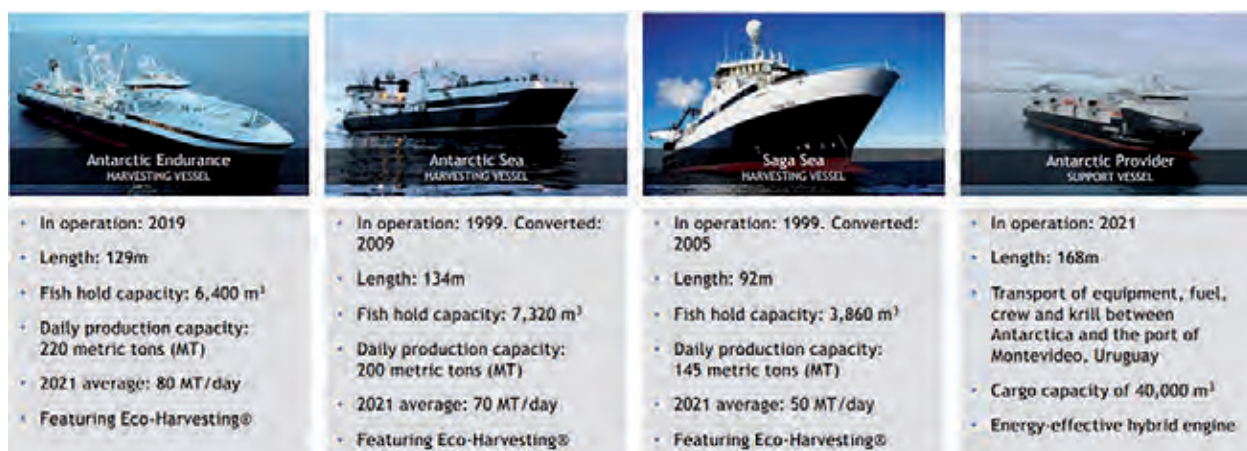 Antarctic Endurance
HARVESTING VESSEL
• In operation: 2019
• Length: 129m
• Fish hold capacity: 6,400 m³
• Daily production capacity:
220 metric tons (MT)
• 2021 average: 80 MT/day
• Featuring Eco-Harvesting®
Antarctic Sea
HARVESTING VESSEL
• In operation: 1999. Converted:
2009
• Length: 134m
• Fish hold capacity: 7,320 m³
• Daily production capacity:
200 metric tons (MT)
• 2021 average: 70 MT/day
• Featuring Eco-Harvesting®
Saga Sea
HARVESTING VESSEL
• In operation: 1999. Converted:
2005
• Length: 92m
• Fish hold capacity: 3,860 m³
• Daily production capacity:
145 metric tons (MT)
• 2021 average: 50 MT/day
• Featuring Eco-Harvesting®
Antarctic Provider
SUPPORT VESSEL
• In operation: 2021
• Length: 168m
• Transport of equipment, fuel,
crew and krill between
Antarctica and the port of
Montevideo, Uruguay
• Cargo capacity of 40,000 m³
• Energy-effective hybrid engine